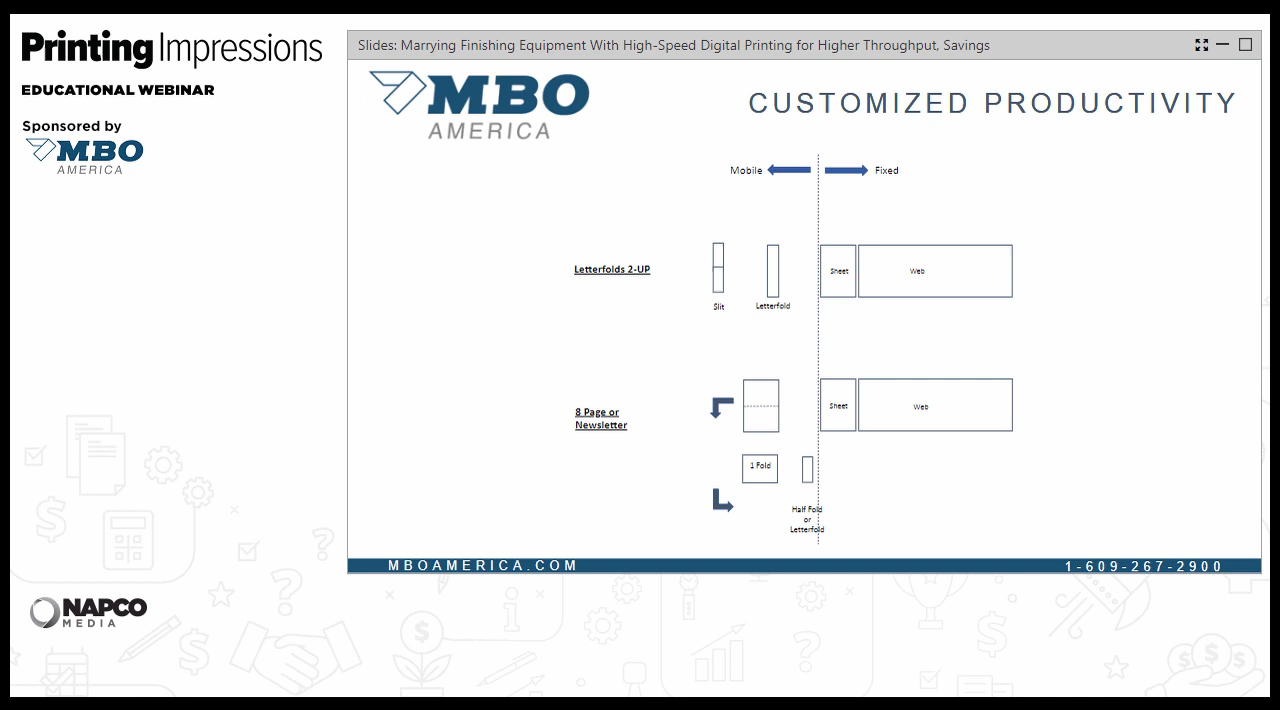 Printing Impressions
EDUCATIONAL WEBINAR
Sponsored by
MBO
AMERICA
Slides: Marrying Finishing Equipment With High-Speed Digital Printing for Higher Throughput, Savings
MBO
AMERICA
CUSTOMIZED PRODUCTIVITY
Mobile
Fixed
Letterfolds 2-UP
Sheet
Web
Slit
Letterfold
8 Page or
Newsletter
Sheet
Web
1 Fold
Half Fold
or
Letterfold
MBOAMERICA.COM
1-609-267-2900
NAPCO
MEDIA